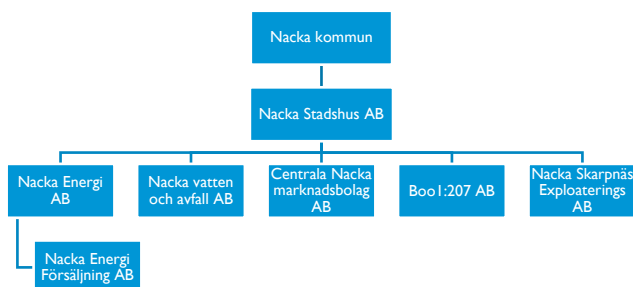 Nacka kommun
Nacka Stadshus AB
Nacka Energi
AB
Nacka vatten
och avfall AB
Centrala Nacka
marknadsbolag
AB
Boo1:207 AB
Nacka Skarpnäs
Exploaterings
AB
Nacka Energi
Försäljning AB